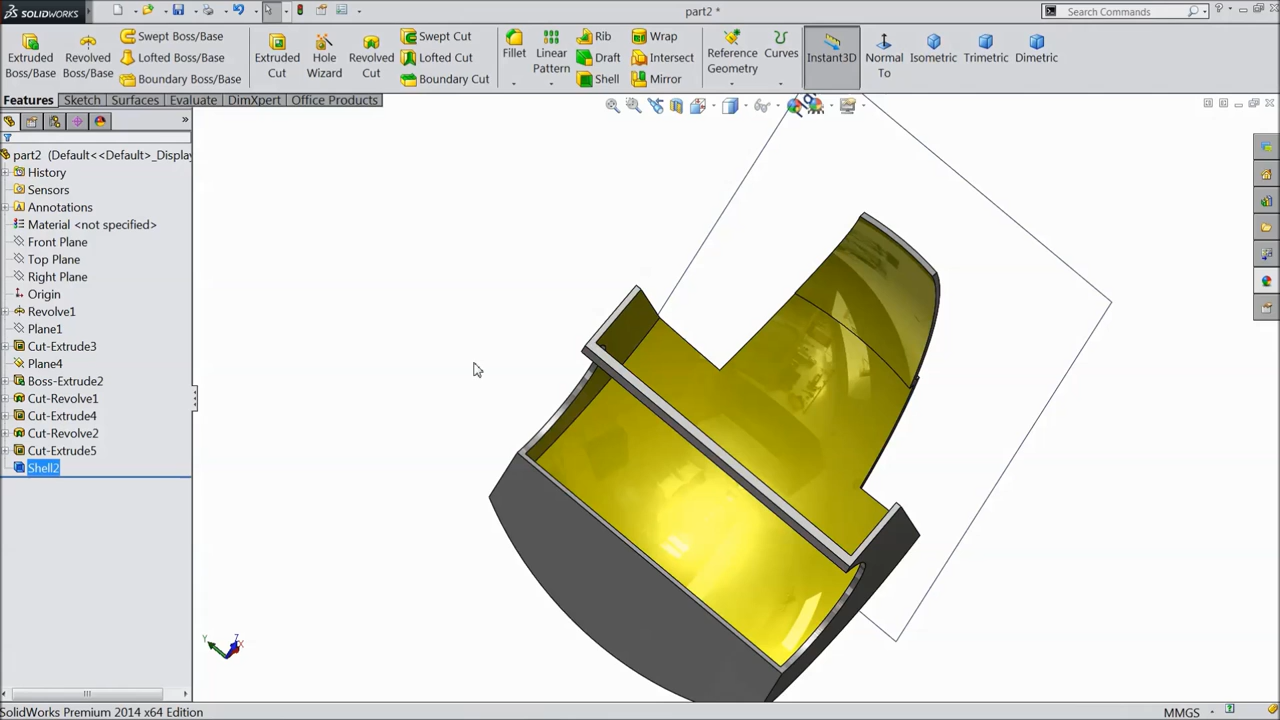 SOLIDWORKS
part2 *
Search Commands
Extruded Boss/Base
Revolved Boss/Base
Swept Boss/Base
Lofted Boss/Base
Boundary Boss/Base
Extruded Cut
Hole Wizard
Revolved Cut
Swept Cut
Lofted Cut
Boundary Cut
Fillet
Linear Pattern
Rib
Draft
Shell
Wrap
Intersect
Mirror
Reference Geometry
Curves
Instant3D
Normal To
Isometric
Trimetric
Dimetric
Features
Sketch
Surfaces
Evaluate
DimXpert
Office Products
part2 (Default<<Default>_Display
History
Sensors
Annotations
Material <not specified>
Front Plane
Top Plane
Right Plane
Origin
Revolve1
Plane1
Cut-Extrude3
Plane4
Boss-Extrude2
Cut-Revolve1
Cut-Extrude4
Cut-Revolve2
Cut-Extrude5
Shell2
Y
Z
X
SolidWorks Premium 2014 x64 Edition
MMGS